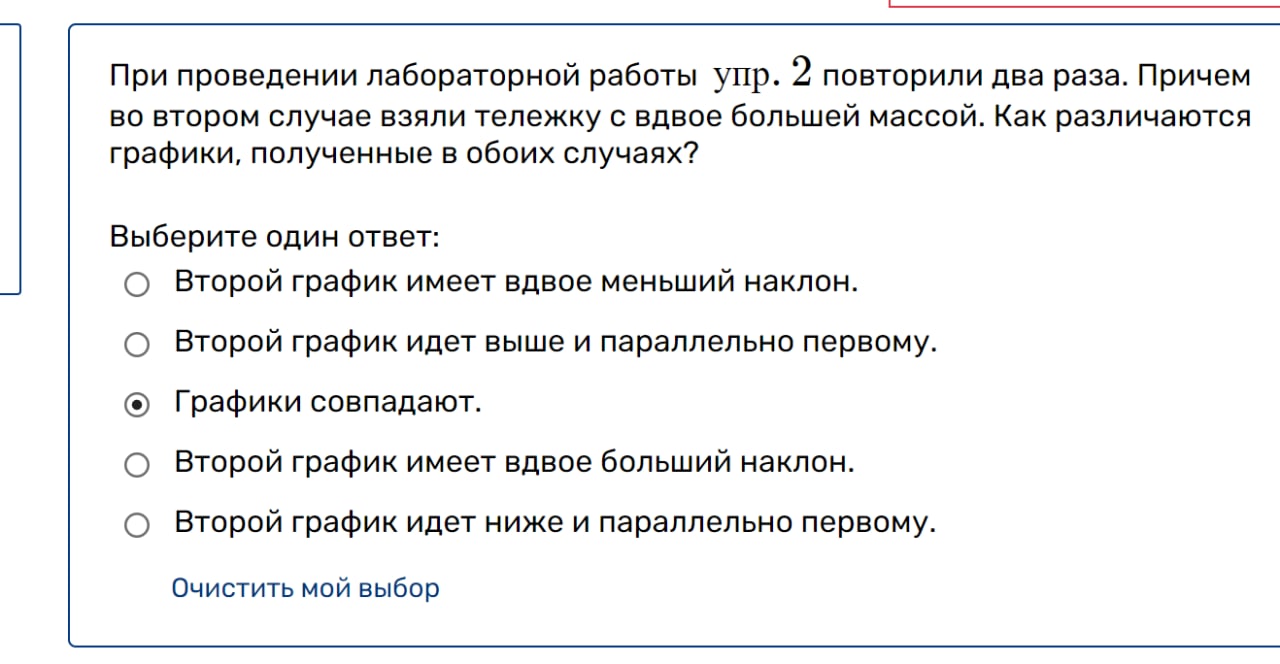 При проведении лабораторной работы упр. 2 повторили два раза. Причем
во втором случае взяли тележку с вдвое большей массой. Как различаются
графики, полученные в обоих случаях?
Выберите один ответ:
Второй график имеет вдвое меньший наклон.
Второй график идет выше и параллельно первому.
Графики совпадают.
Второй график имеет вдвое больший наклон.
Второй график идет ниже и параллельно первому.
Очистить мой выбор